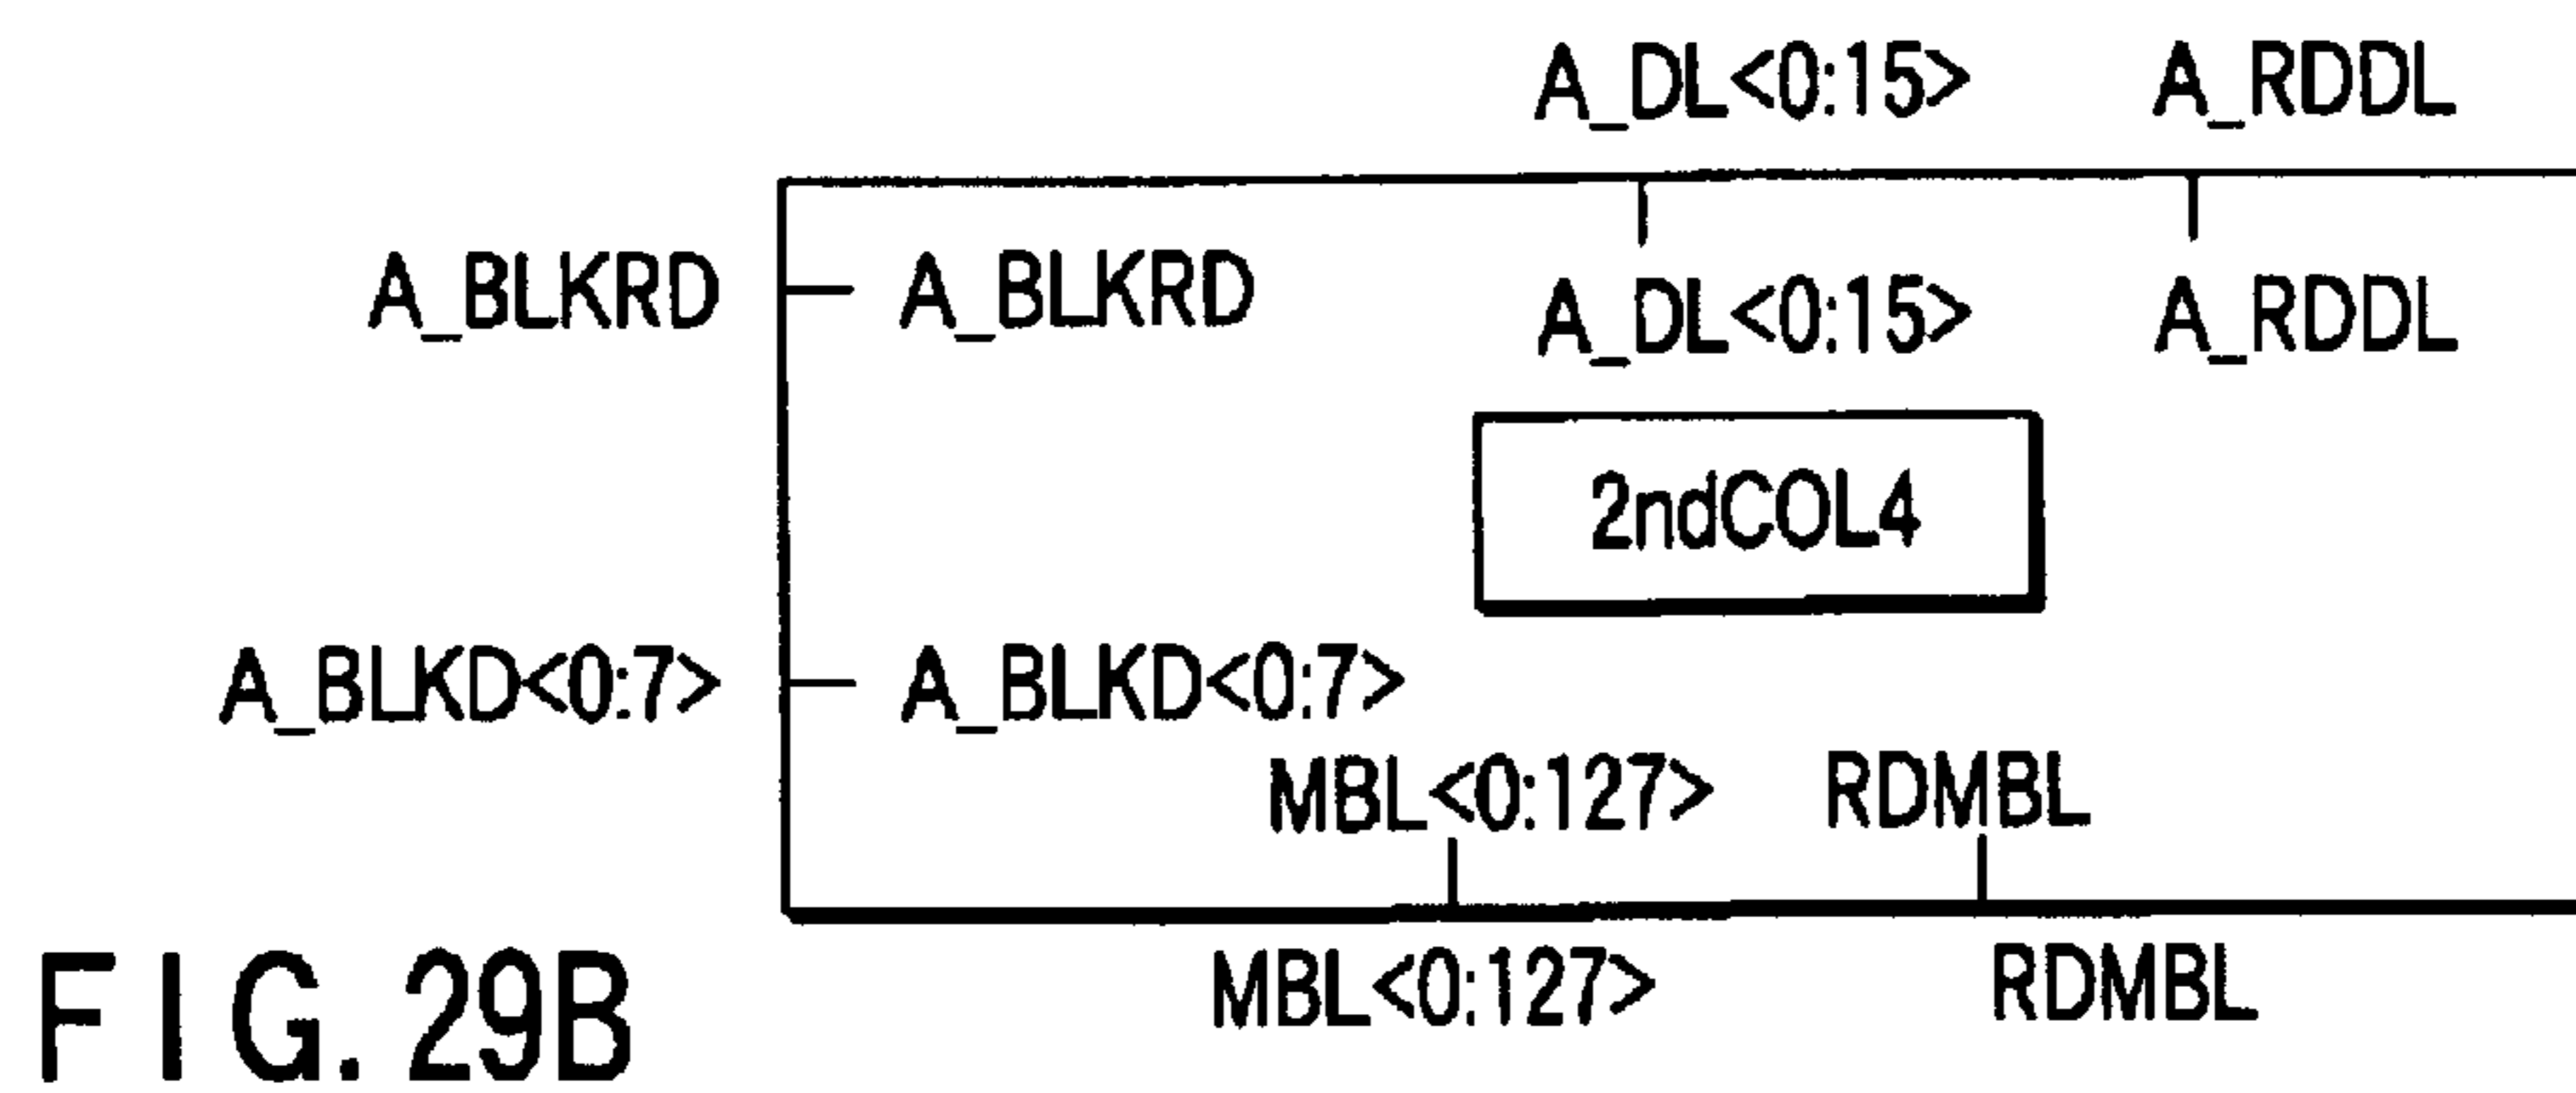 A_DL<0:15> A_RDDL
A_BLKRD A_BLKRD A_DL<0:15> A_RDDL
2ndCOL4
A_BLKD<0:7> A_BLKD<0:7>
MBL<0:127> RDMBL
MBL<0:127> RDMBL
FIG. 29B